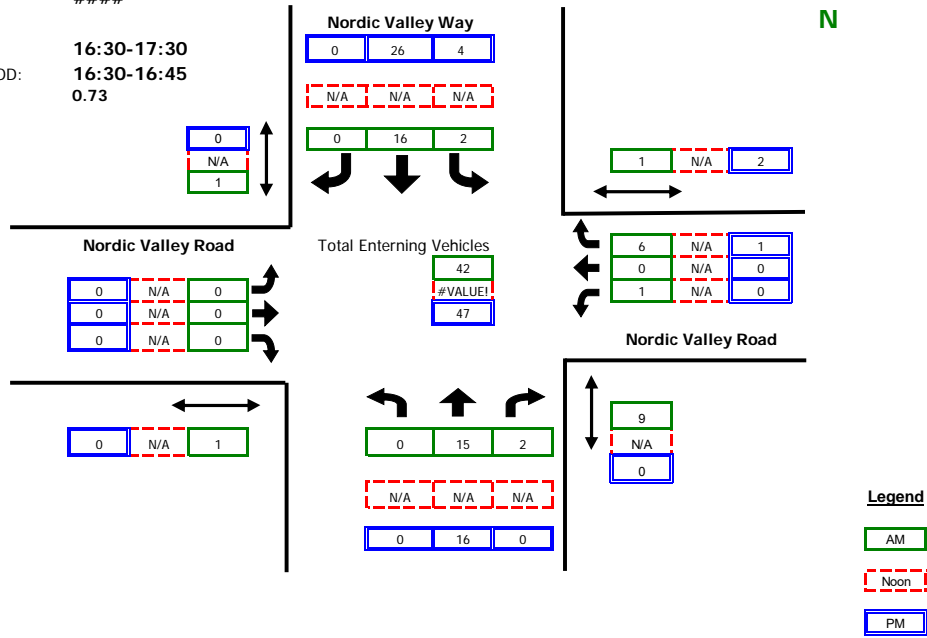 ####
Nordic Valley Way
N
0 26 4
16:30-17:30
OD: 16:30-16:45
0.73
N/A N/A N/A
0 16 2
0
N/A
1
1 N/A 2
Nordic Valley Road
Total Enterning Vehicles
42
#VALUE!
47
6 N/A 1
0 N/A 0
1 N/A 0
0 N/A 0
0 N/A 0
0 N/A 0
Nordic Valley Road
0 N/A 1
0 15 2
9
N/A
0
N/A N/A N/A
0 16 0
Legend
AM
Noon
PM